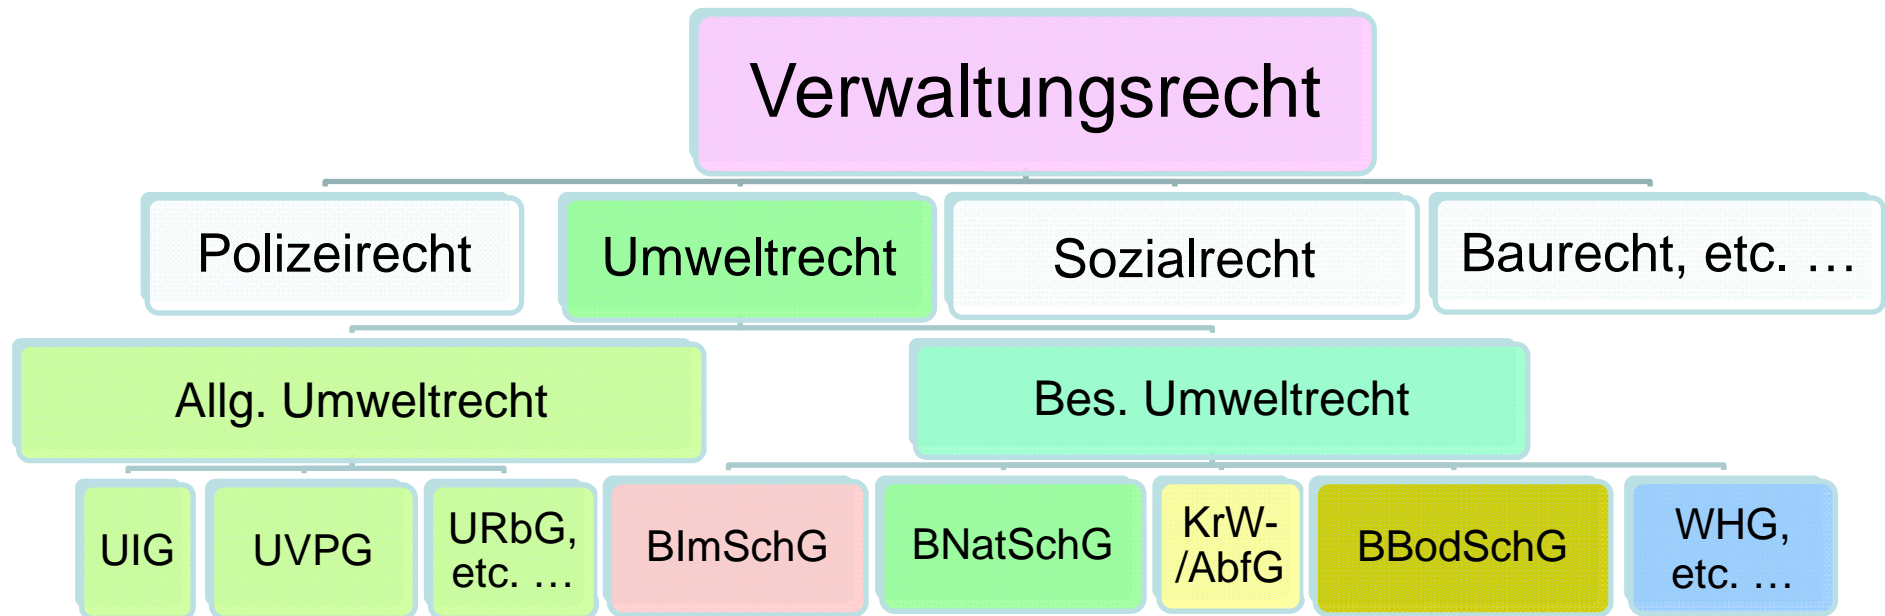 Verwaltungsrecht
Polizeirecht
Umweltrecht
Sozialrecht
Baurecht, etc. …
Allg. Umweltrecht
Bes. Umweltrecht
UIG
UVPG
URbG,
etc. …
BImSchG
BNatSchG
KrW-
/AbfG
BBodSchG
WHG,
etc. …